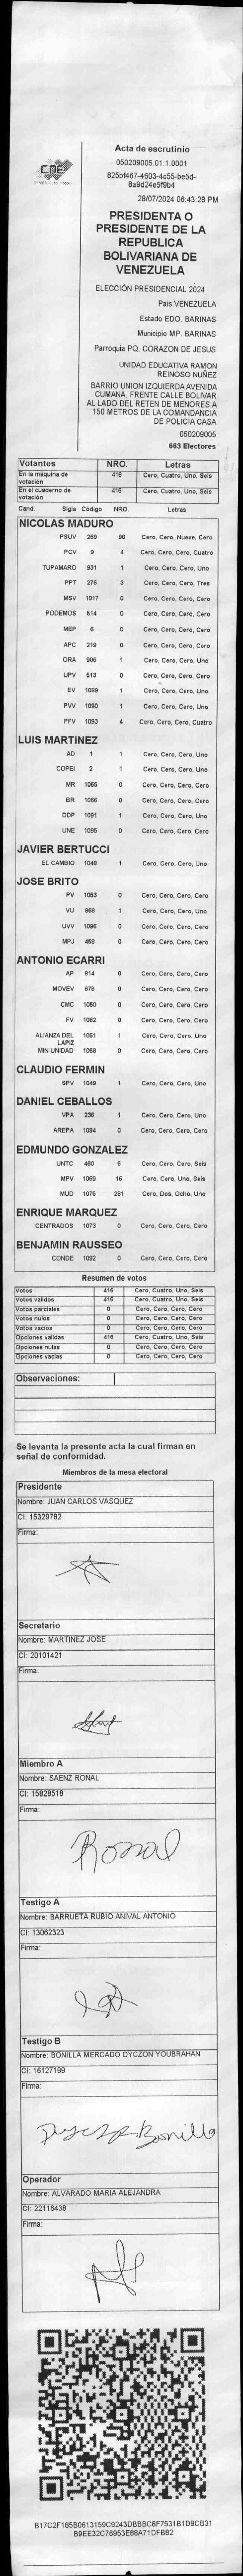 CNE
Acta de escrutinio
050209005.01.1.0001
825bf467-4603-4c55-be5d-
8a9d24e5f9b4
28/07/2024 06:43:28 PM
PRESIDENTA O
PRESIDENTE DE LA
REPUBLICA
BOLIVARIANA DE
VENEZUELA
ELECCIÓN PRESIDENCIAL 2024
Pais VENEZUELA
Estado EDO. BARINAS
Municipio MP. BARINAS
Parroquia PQ. CORAZON DE JESUS
UNIDAD EDUCATIVA RAMON
REINOSO NUÑEZ
BARRIO UNION IZQUIERDA AVENIDA
CUMANA. FRENTE CALLE BOLIVAR
AL LADO DEL RETEN DE MENORES.A
150 METROS DE LA COMANDANCIA
DE POLICIA CASA
050209005
663 Electores
Votantes NRO. Letras
En la máquina de votación 416 Cero, Cuatro, Uno, Seis
En el cuaderno de votación 416 Cero, Cuatro, Uno, Seis
Cand. Sigla Código NRO. Letras
NICOLAS MADURO
PSUV 269 90 Cero, Cero, Nueve, Cero
PCV 9 4 Cero, Cero, Cero, Cuatro
TUPAMARO 931 1 Cero, Cero, Cero, Uno
PPT 276 3 Cero, Cero, Cero, Tres
MSV 1017 0 Cero, Cero, Cero, Cero
PODEMOS 514 0 Cero, Cero, Cero, Cero
MEP 6 0 Cero, Cero, Cero, Cero
APC 219 0 Cero, Cero, Cero, Cero
ORA 906 1 Cero, Cero, Cero, Uno
UPV 513 0 Cero, Cero, Cero, Cero
EV 1089 1 Cero, Cero, Cero, Uno
PVV 1090 1 Cero, Cero, Cero, Uno
PFV 1093 4 Cero, Cero, Cero, Cuatro
LUIS MARTINEZ
AD 1 1 Cero, Cero, Cero, Uno
COPEI 2 1 Cero, Cero, Cero, Uno
MR 1065 0 Cero, Cero, Cero, Cero
BR 1066 0 Cero, Cero, Cero, Cero
DDP 1091 1 Cero, Cero, Cero, Uno
UNE 1095 0 Cero, Cero, Cero, Cero
JAVIER BERTUCCI
EL CAMBIO 1048 1 Cero, Cero, Cero, Uno
JOSE BRITO
PV 1053 0 Cero, Cero, Cero, Cero
VU 868 1 Cero, Cero, Cero, Uno
UVV 1096 0 Cero, Cero, Cero, Cero
MPJ 458 0 Cero, Cero, Cero, Cero
ANTONIO ECARRI
AP 814 0 Cero, Cero, Cero, Cero
MOVEV 878 0 Cero, Cero, Cero, Cero
CMC 1050 0 Cero, Cero, Cero, Cero
FV 1082 0 Cero, Cero, Cero, Cero
ALIANZA DEL LAPIZ 1051 1 Cero, Cero, Cero, Uno
MIN UNIDAD 1069 0 Cero, Cero, Cero, Cero
CLAUDIO FERMIN
SPV 1049 1 Cero, Cero, Cero, Uno
DANIEL CEBALLOS
VPA 236 1 Cero, Cero, Cero, Uno
AREPA 1094 0 Cero, Cero, Cero, Cero
EDMUNDO GONZALEZ
UNTC 460 6 Cero, Cero, Cero, Seis
MPV 1069 16 Cero, Cero, Uno, Seis
MUD 1075 281 Cero, Dos, Ocho, Uno
ENRIQUE MARQUEZ
CENTRADOS 1073 0 Cero, Cero, Cero, Cero
BENJAMIN RAUSSEO
CONDE 1092 0 Cero, Cero, Cero, Cero
Resumen de votos
Votos 416 Cero, Cuatro, Uno, Seis
Votos validos 416 Cero, Cuatro, Uno, Seis
Votos parciales 0 Cero, Cero, Cero, Cero
Votos nulos 0 Cero, Cero, Cero, Cero
Votos vacios 0 Cero, Cero, Cero, Cero
Opciones validas 416 Cero, Cuatro, Uno, Seis
Opciones nulas 0 Cero, Cero, Cero, Cero
Opciones vacias 0 Cero, Cero, Cero, Cero
Observaciones:
Se levanta la presente acta la cual firman en
señal de conformidad.
Miembros de la mesa electoral
Presidente
Nombre: JUAN CARLOS VASQUEZ
CI: 15329782
Firma:
Secretario
Nombre: MARTINEZ JOSE
CI: 20101421
Firma:
Miembro A
Nombre: SAENZ RONAL
CI: 15828518
Firma:
Ronal
Testigo A
Nombre: BARRUETA RUBIO ANIVAL ANTONIO
CI: 13062323
Firma:
Testigo B
Nombre: BONILLA MERCADO DYCZON YOUBRAHAN
CI: 16127199
Firma:
Bonilla
Operador
Nombre: ALVARADO MARIA ALEJANDRA
CI: 22116438
Firma:
B17C2F185B0613159C9243DBBBC8F7531B1D9CB31
B9EE32C76953E88A71DFB82